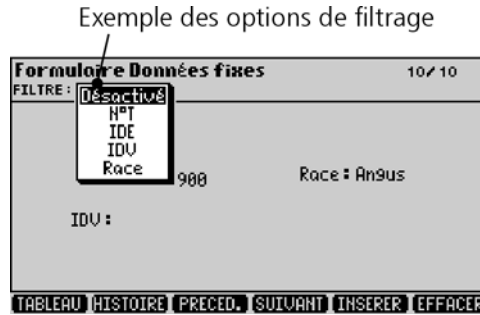 Exemple des options de filtrage
Formulaire Données fixes 10/10
FILTRE: Désactivé
N°T
IDE
IDV
Race
900 Race: Angus
IDV:
TABLEAU HISTOIRE PRECED. SUIVANT INSERER EFFACER